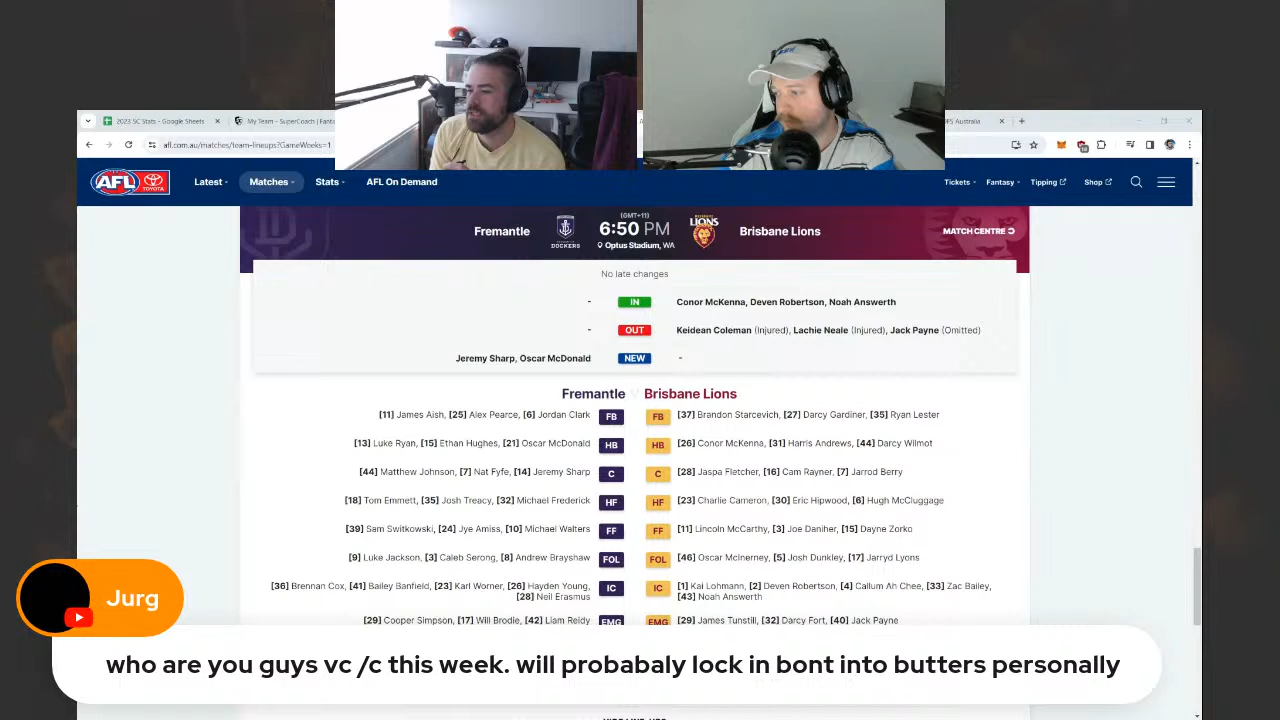 2023 SC Stats - Google Sheets
My Team - SuperCoach | Fanta
PS Australia
afl.com.au/matches/team-lineups?GameWeeks=1
AFL
TOYOTA
Latest
Matches
Stats
AFL On Demand
Tickets
Fantasy
Tipping
Shop
(GMT+11)
Fremantle
DOCKERS
6:50 PM
LIONS
Brisbane Lions
MATCH CENTRE
Optus Stadium, WA
No late changes
- IN Conor McKenna, Deven Robertson, Noah Answerth
- OUT Keidean Coleman (Injured), Lachie Neale (Injured), Jack Payne (Omitted)
Jeremy Sharp, Oscar McDonald NEW -
Fremantle V Brisbane Lions
[11] James Aish, [25] Alex Pearce, [6] Jordan Clark FB FB [37] Brandon Starcevich, [27] Darcy Gardiner, [35] Ryan Lester
[13] Luke Ryan, [15] Ethan Hughes, [21] Oscar McDonald HB HB [26] Conor McKenna, [31] Harris Andrews, [44] Darcy Wilmot
[44] Matthew Johnson, [7] Nat Fyfe, [14] Jeremy Sharp C C [28] Jaspa Fletcher, [16] Cam Rayner, [7] Jarrod Berry
[18] Tom Emmett, [35] Josh Treacy, [32] Michael Frederick HF HF [23] Charlie Cameron, [30] Eric Hipwood, [6] Hugh McCluggage
[39] Sam Switkowski, [24] Jye Amiss, [10] Michael Walters FF FF [11] Lincoln McCarthy, [3] Joe Daniher, [15] Dayne Zorko
[9] Luke Jackson, [3] Caleb Serong, [8] Andrew Brayshaw FOL FOL [46] Oscar McInerney, [5] Josh Dunkley, [17] Jarryd Lyons
[36] Brennan Cox, [41] Bailey Banfield, [23] Karl Worner, [26] Hayden Young, IC IC [1] Kai Lohmann, [2] Deven Robertson, [4] Callum Ah Chee, [33] Zac Bailey,
[28] Neil Erasmus [43] Noah Answerth
[29] Cooper Simpson, [17] Will Brodie, [42] Liam Reidy EMG EMG [29] James Tunstill, [32] Darcy Fort, [40] Jack Payne
Jurg
who are you guys vc /c this week. will probabaly lock in bont into butters personally